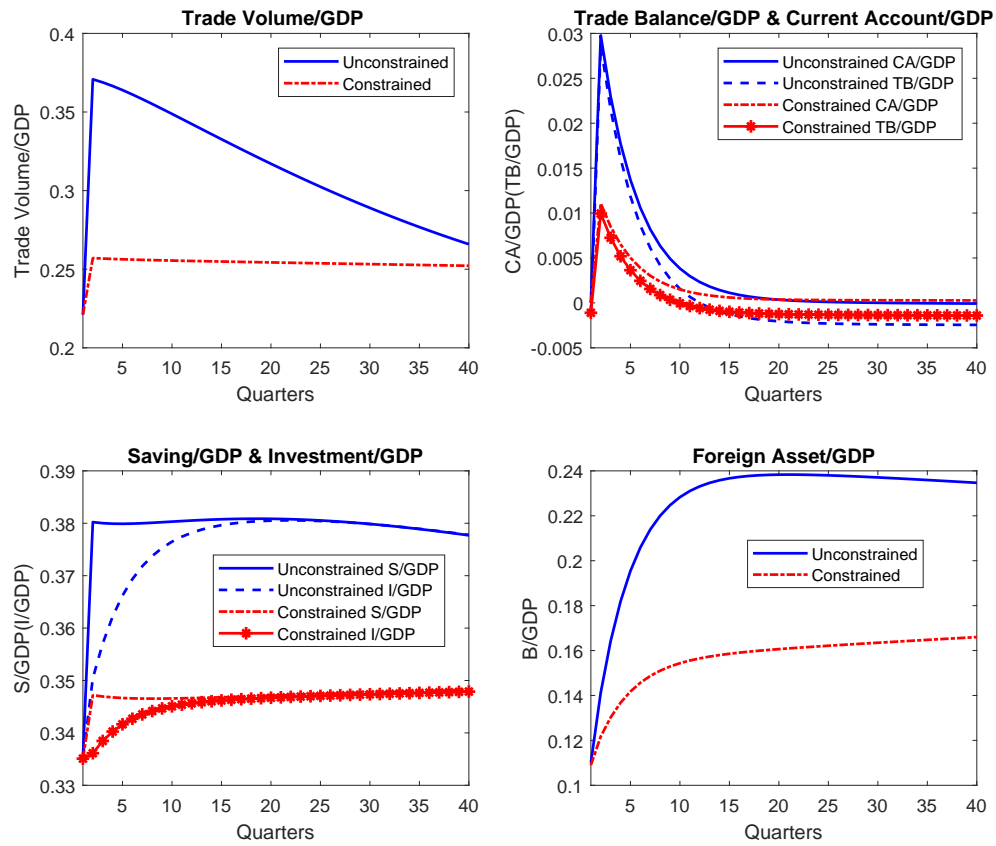 Trade Volume/GDP
Trade Volume/GDP
0.4
0.35
0.3
0.25
0.2
Unconstrained
Constrained
5 10 15 20 25 30 35 40
Quarters
Trade Balance/GDP & Current Account/GDP
CA/GDP(TB/GDP)
0.03
0.025
0.02
0.015
0.01
0.005
0
-0.005
Unconstrained CA/GDP
Unconstrained TB/GDP
Constrained CA/GDP
Constrained TB/GDP
5 10 15 20 25 30 35 40
Quarters
Saving/GDP & Investment/GDP
S/GDP(I/GDP)
0.39
0.38
0.37
0.36
0.35
0.34
0.33
Unconstrained S/GDP
Unconstrained I/GDP
Constrained S/GDP
Constrained I/GDP
5 10 15 20 25 30 35 40
Quarters
Foreign Asset/GDP
B/GDP
0.24
0.22
0.2
0.18
0.16
0.14
0.12
0.1
Unconstrained
Constrained
5 10 15 20 25 30 35 40
Quarters